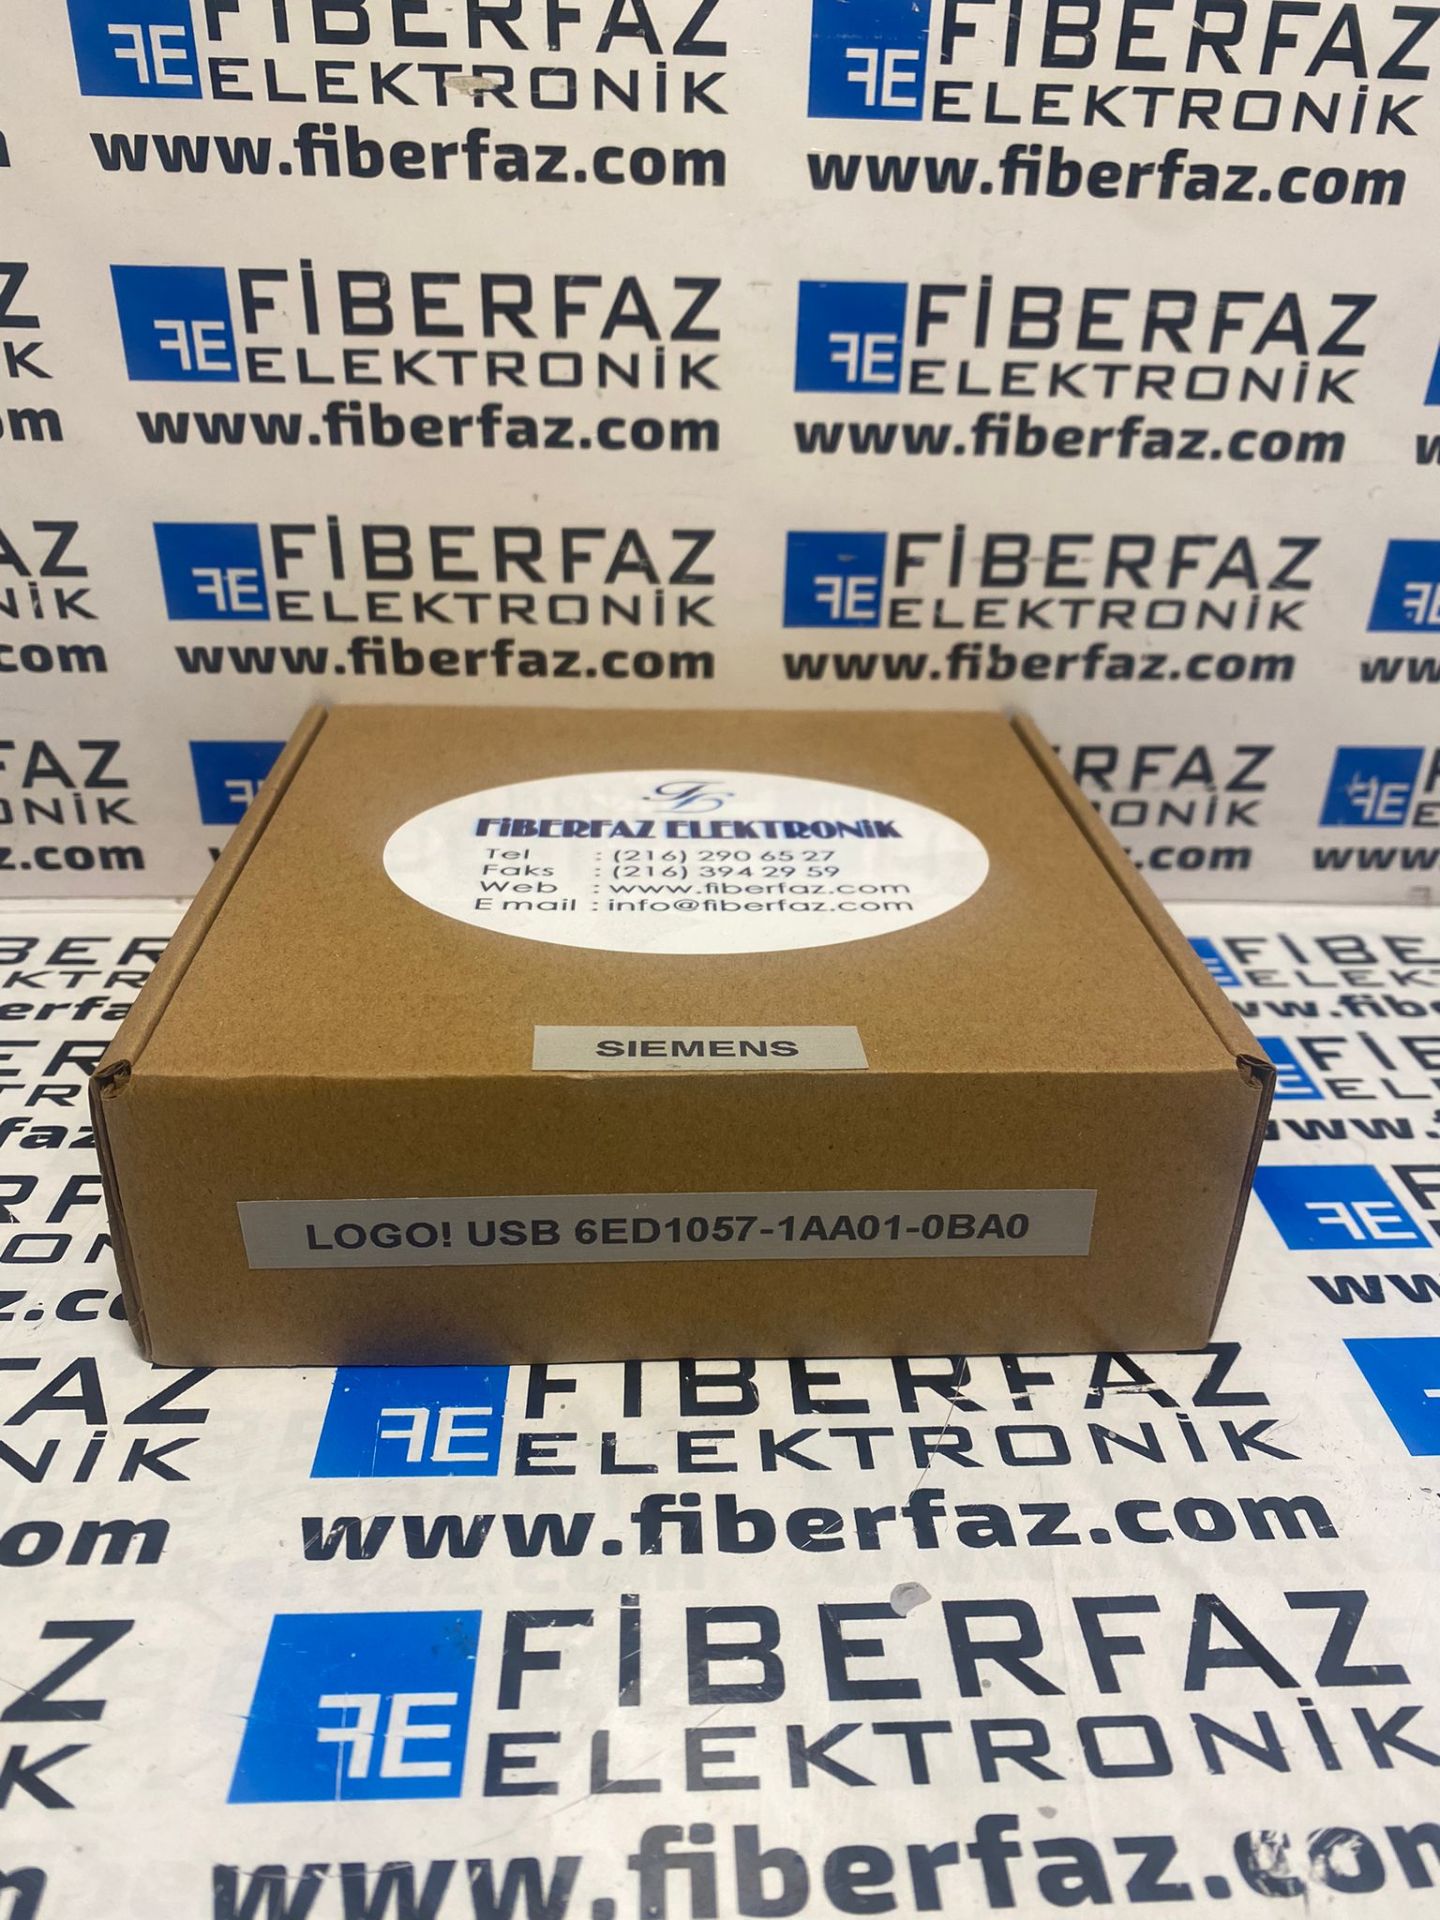 FİBERFAZ FİBERFAZ
ELEKTRONİK ELEKTRONİK
www.fiberfaz.com www.fiberfaz.com
FİBERFAZ FİBERFAZ
ELEKTRONİK ELEKTRONİK
www.fiberfaz.com www.fiberfaz.com
FİBERFAZ FİBERFAZ
ELEKTRONİK ELEKTRONİK
www.fiberfaz.com www.fiberfaz.com
FİBERFAZ ELEKTRONİK
Tel : (216) 290 65 27
Faks : (216) 394 29 59
Web : www.fiberfaz.com
E mail : info@fiberfaz.com
SIEMENS
LOGO! USB 6ED1057-1AA01-0BA0
FİBERFAZ
ELEKTRONİK
www.fiberfaz.com
FİBERFAZ
ELEKTRONİK
www.fiberfaz.com